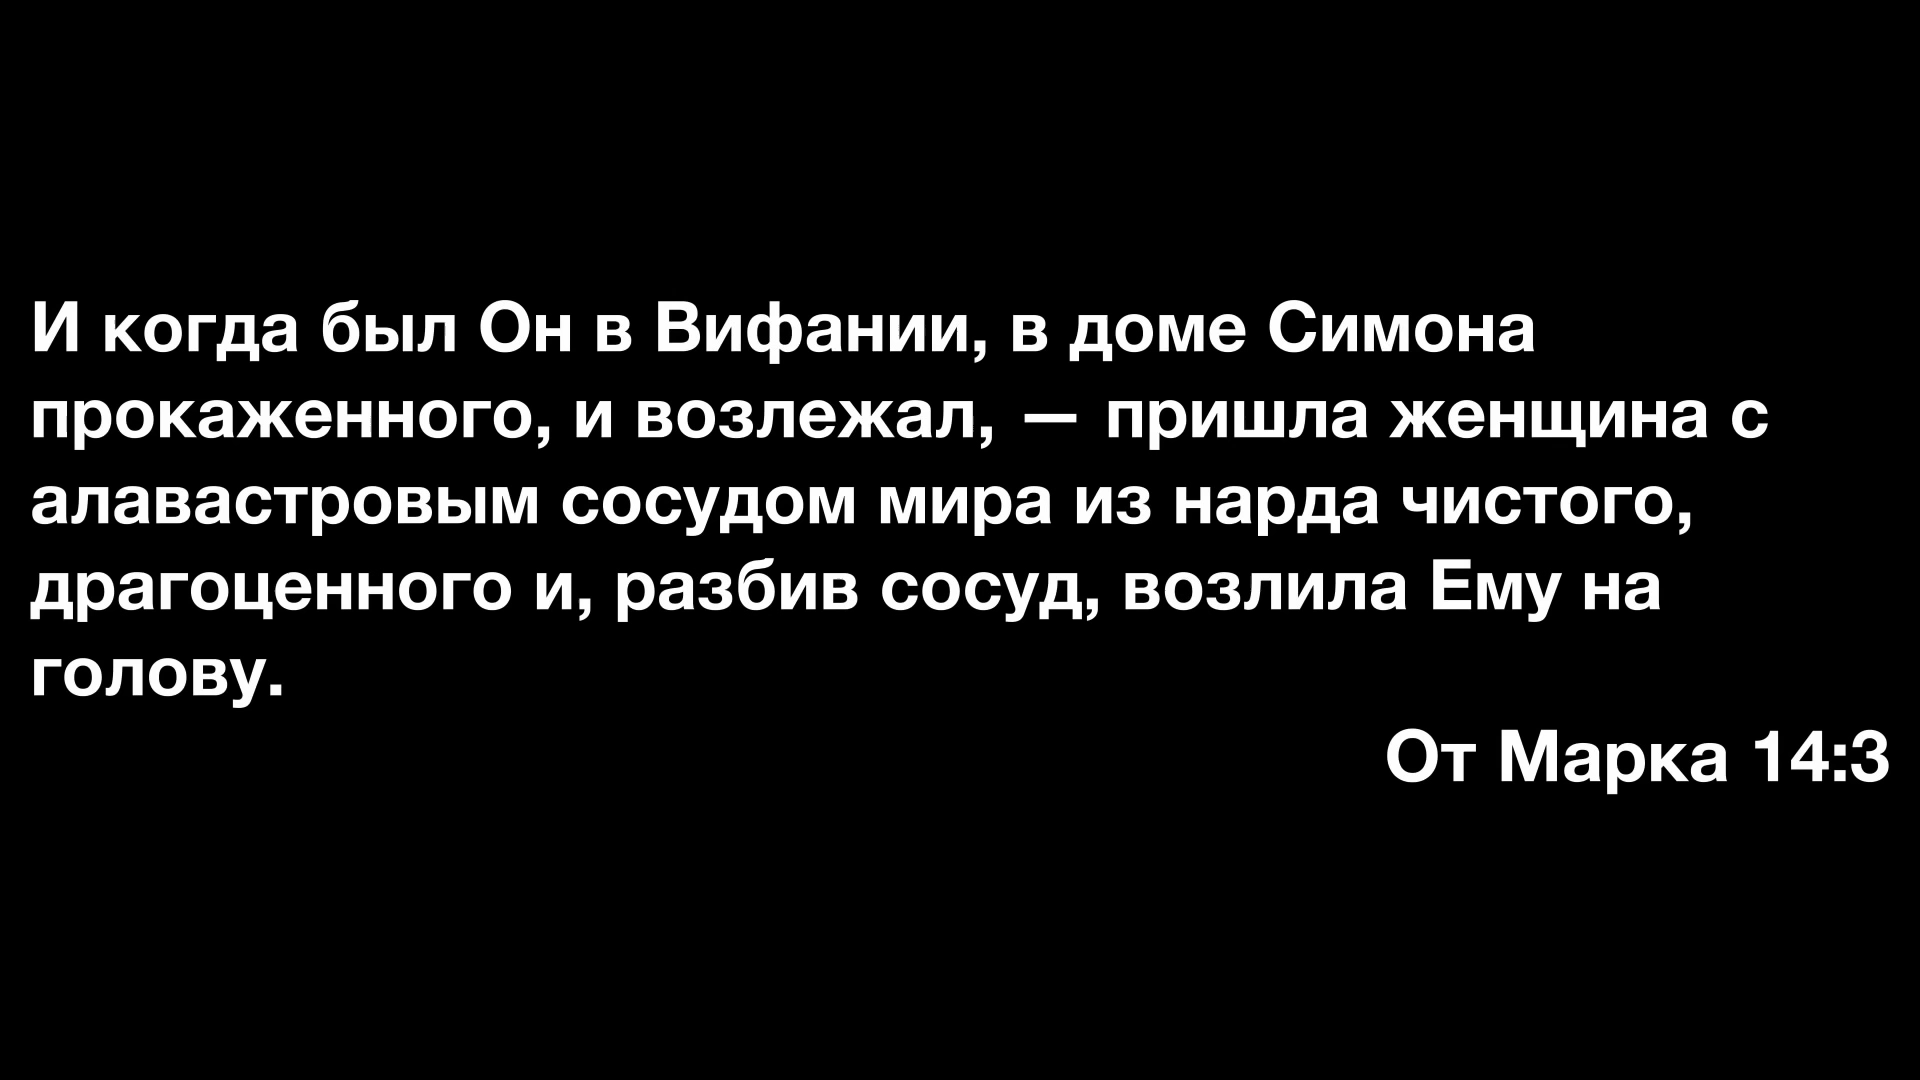 И когда был Он в Вифании, в доме Симона
прокаженного, и возлежал, — пришла женщина с
алавастровым сосудом мира из нарда чистого,
драгоценного и, разбив сосуд, возлила Ему на
голову.
От Марка 14:3